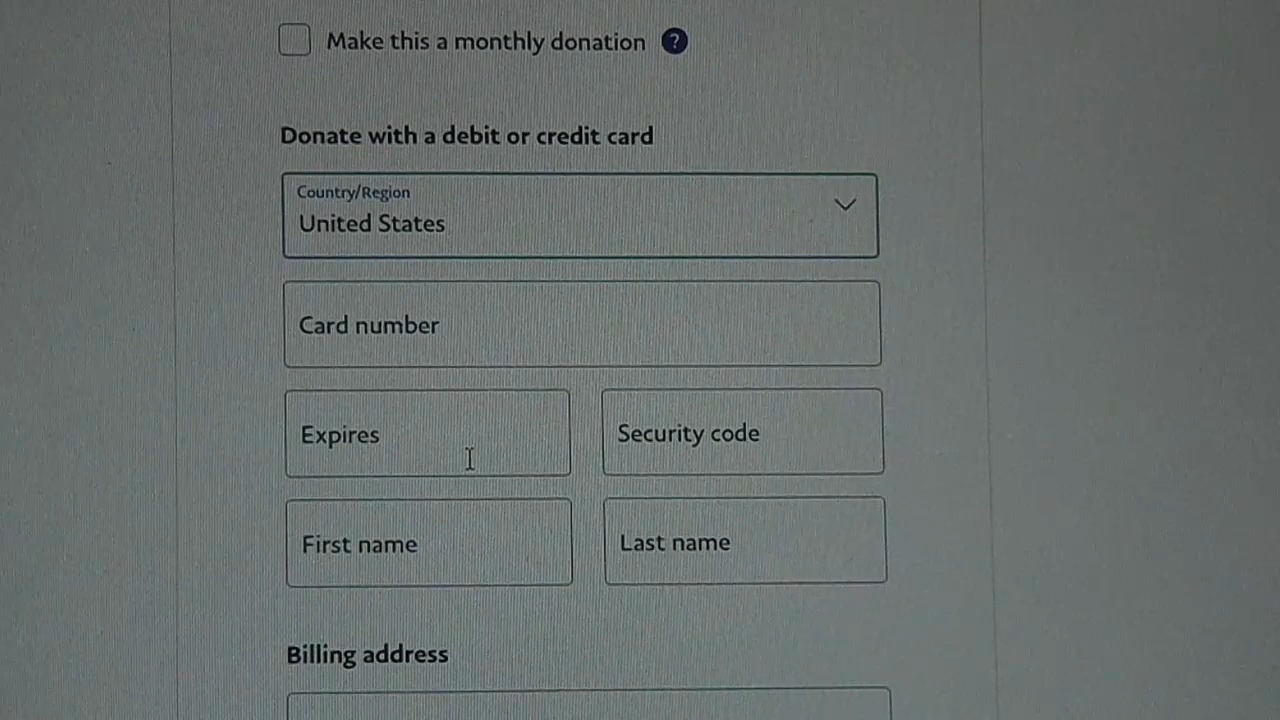 Make this a monthly donation ?
Donate with a debit or credit card
Country/Region
United States
Card number
Expires
Security code
First name
Last name
Billing address